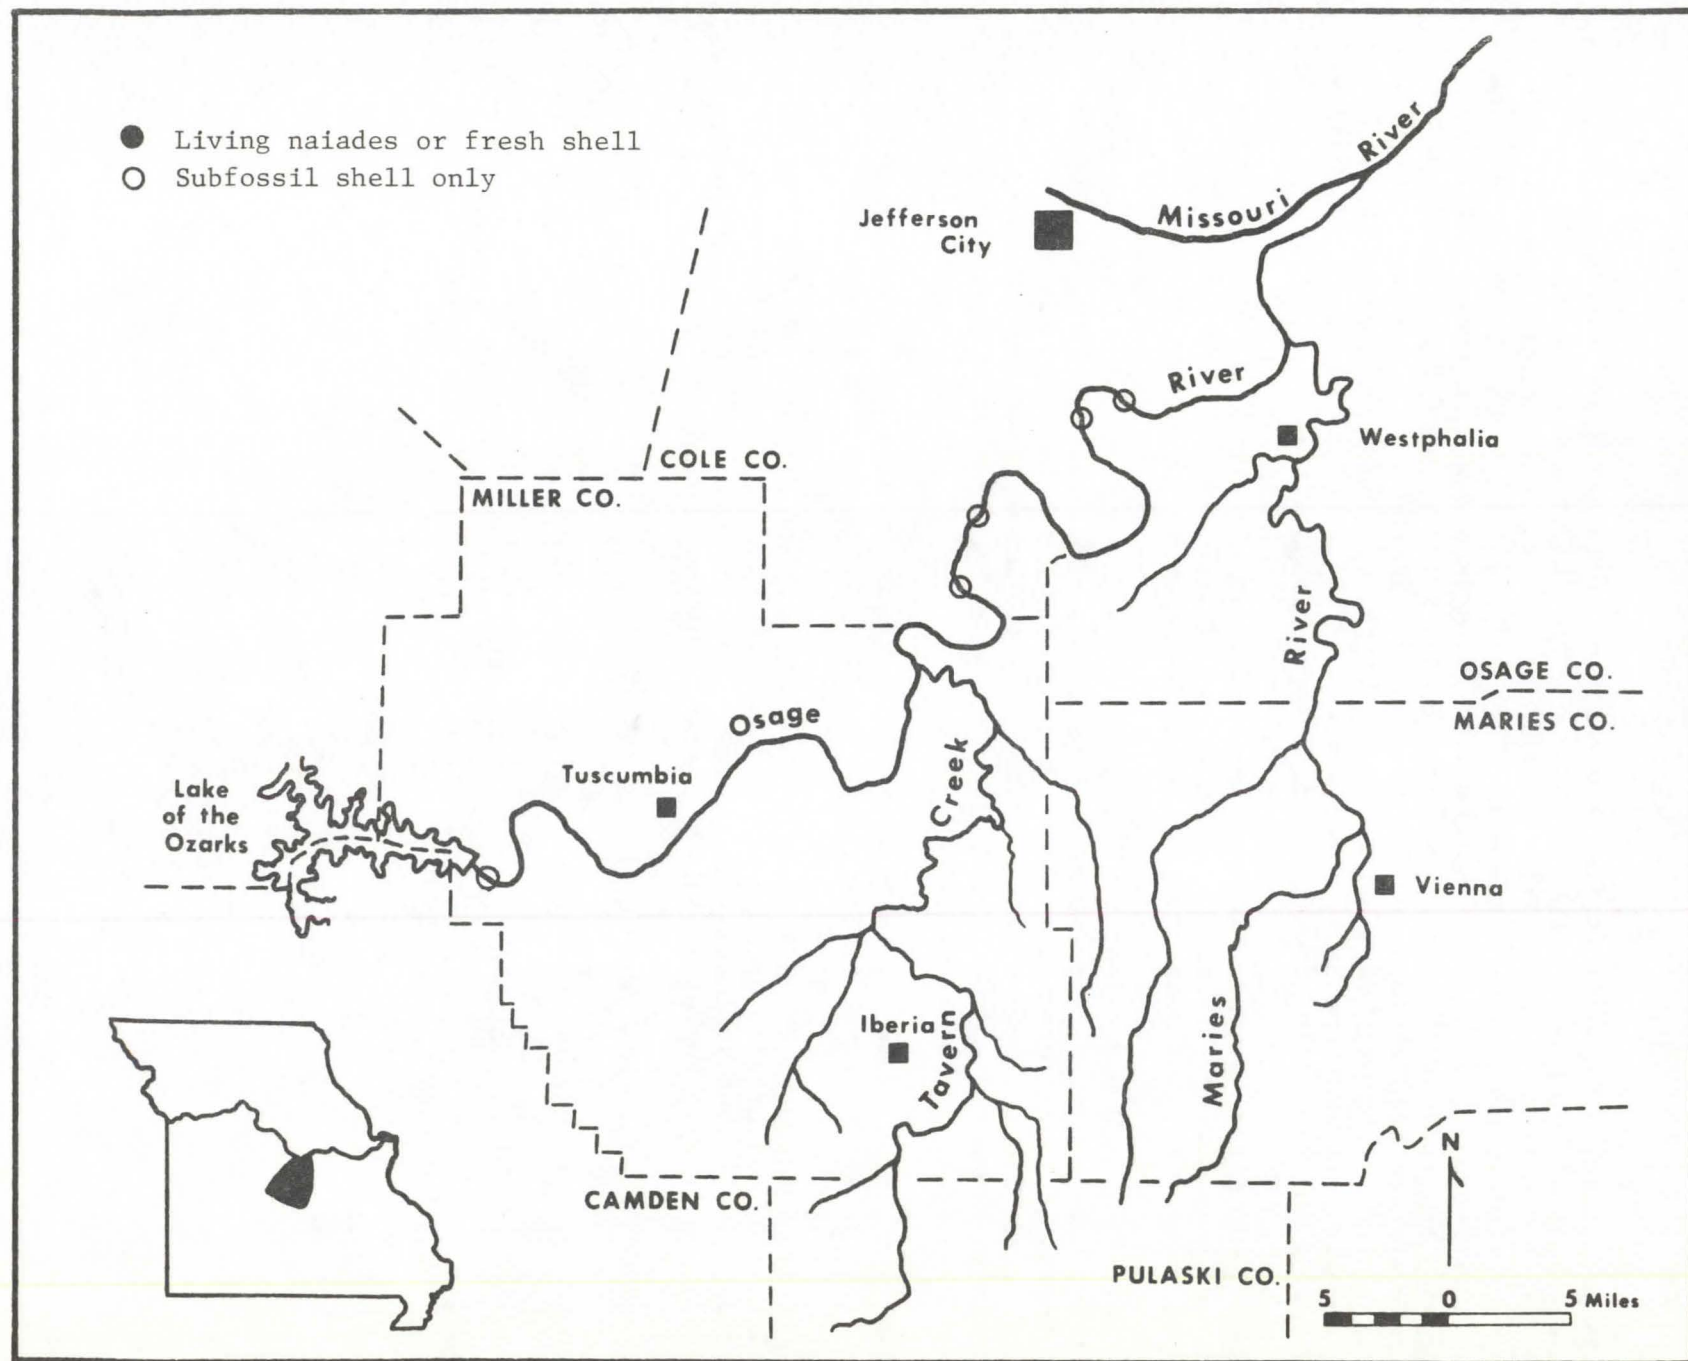 Living naiades or fresh shell
Subfossil shell only
Jefferson
City
Missouri
River
River
Westphalia
COLE CO.
MILLER CO.
River
OSAGE CO.
MARIES CO.
Osage
Tuscumbia
Creek
Lake
of the
Ozarks
Vienna
Iberia
Tavern
Maries
N
CAMDEN CO.
PULASKI CO.
5 0 5 Miles